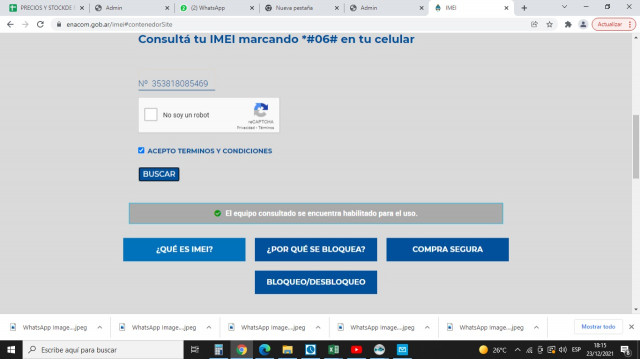 PRECIOS Y STOCKDE
Admin
(2) WhatsApp
Nueva pestaña
Admin
IMEI
enacom.gob.ar/imei#contenedorSite
Actualizar
Consultá tu IMEI marcando *#06# en tu celular
Nº 353818085469
No soy un robot
reCAPTCHA
Privacidad - Términos
ACEPTO TERMINOS Y CONDICIONES
BUSCAR
El equipo consultado se encuentra habilitado para el uso.
¿QUÉ ES IMEI?
¿POR QUÉ SE BLOQUEA?
COMPRA SEGURA
BLOQUEO/DESBLOQUEO
WhatsApp Image....jpeg
WhatsApp Image....jpeg
WhatsApp Image....jpeg
WhatsApp Image....jpeg
WhatsApp Image....jpeg
Mostrar todo
Escribe aquí para buscar
26°C
ESP
18:15
23/12/2021